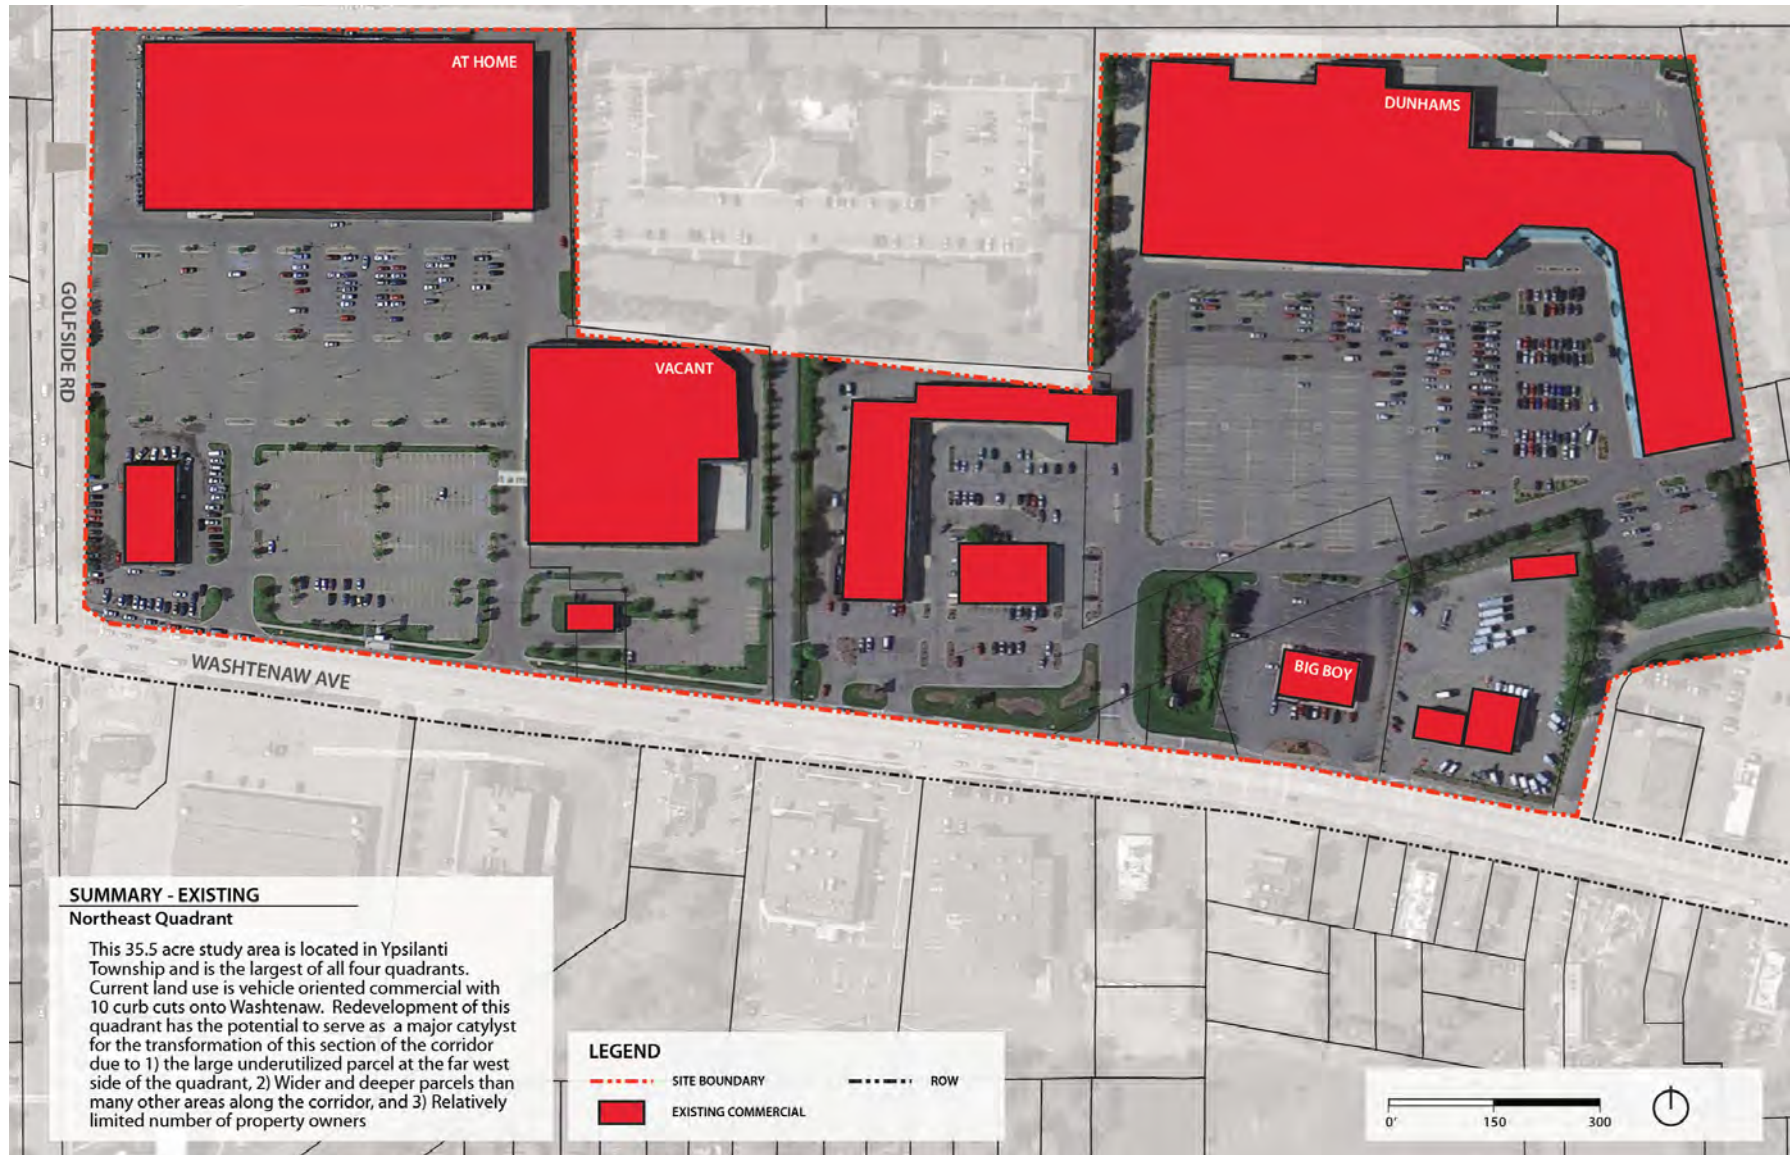 AT HOME
DUNHAMS
GOLFSIDE RD
VACANT
BIG BOY
WASHTENAW AVE
SUMMARY - EXISTING
Northeast Quadrant
This 35.5 acre study area is located in Ypsilanti
Township and is the largest of all four quadrants.
Current land use is vehicle oriented commercial with
10 curb cuts onto Washtenaw. Redevelopment of this
quadrant has the potential to serve as a major catylyst
for the transformation of this section of the corridor
due to 1) the large underutilized parcel at the far west
side of the quadrant, 2) Wider and deeper parcels than
many other areas along the corridor, and 3) Relatively
limited number of property owners
LEGEND
SITE BOUNDARY
ROW
EXISTING COMMERCIAL
0' 150 300